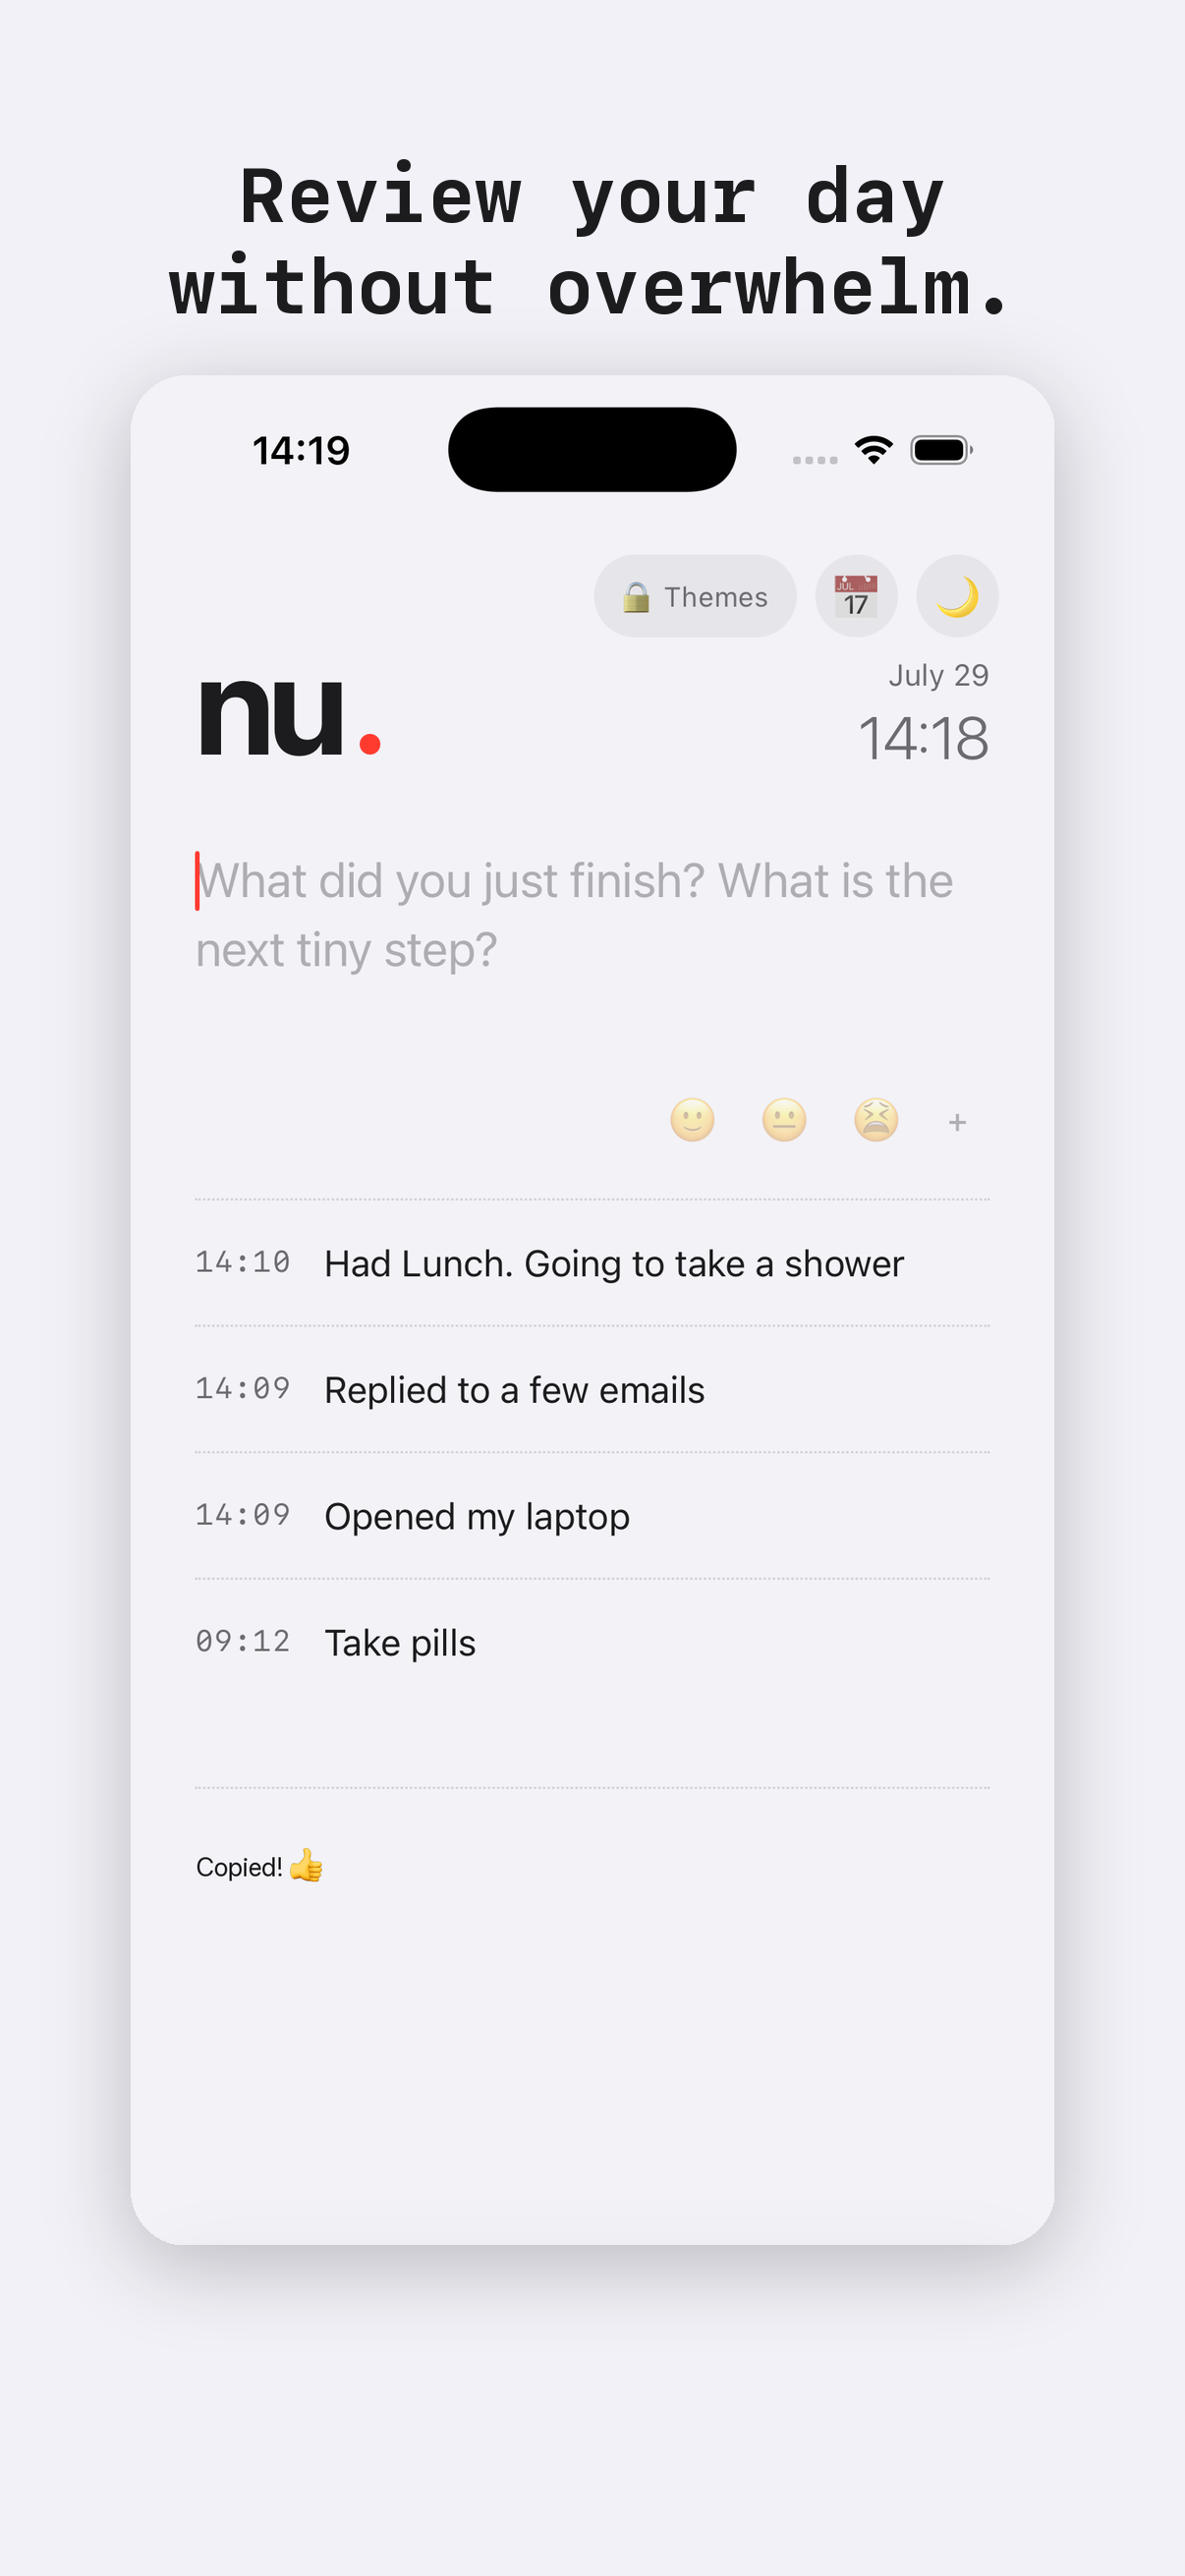 Review your day
without overwhelm.
14:19
🔒 Themes
JUL
17
nu.
July 29
14:18
What did you just finish? What is the
next tiny step?
+
14:10 Had Lunch. Going to take a shower
14:09 Replied to a few emails
14:09 Opened my laptop
09:12 Take pills
Copied! 👍